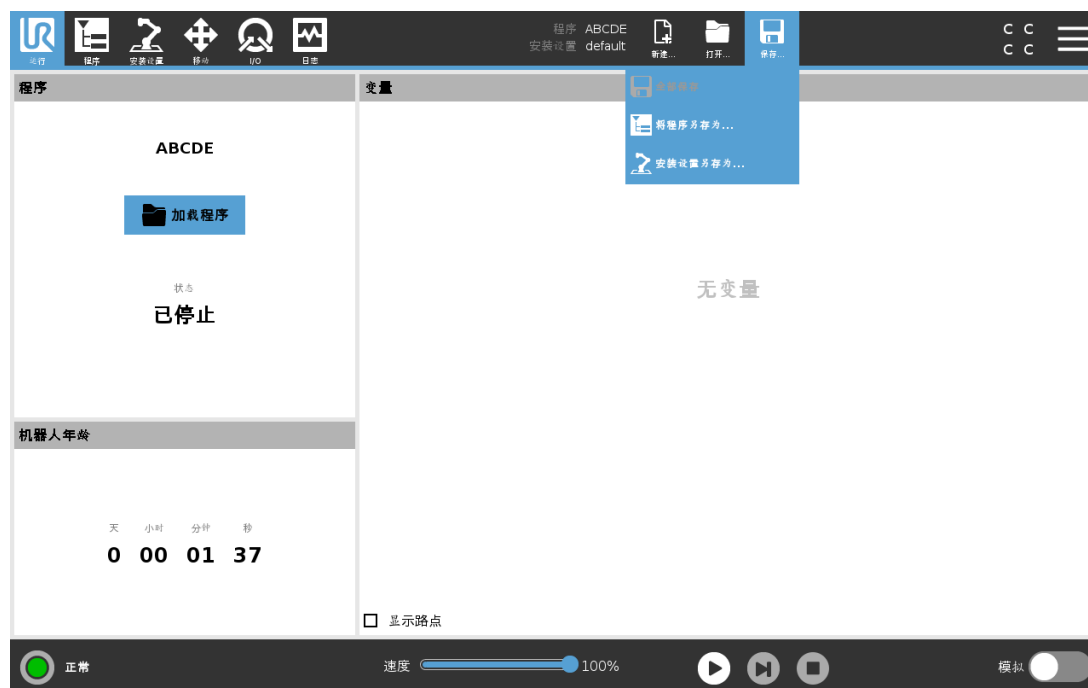 程序 ABCDE
安装设置 default
C C
C C
运行
程序
安装设置
移动
I/O
日志
新建...
打开...
保存...
全部保存
将程序另存为...
安装设置另存为...
程序
变量
ABCDE
加载程序
状态
已停止
无变量
机器人年龄
天 小时 分钟 秒
0 00 01 37
显示路点
正常
速度
100%
模拟